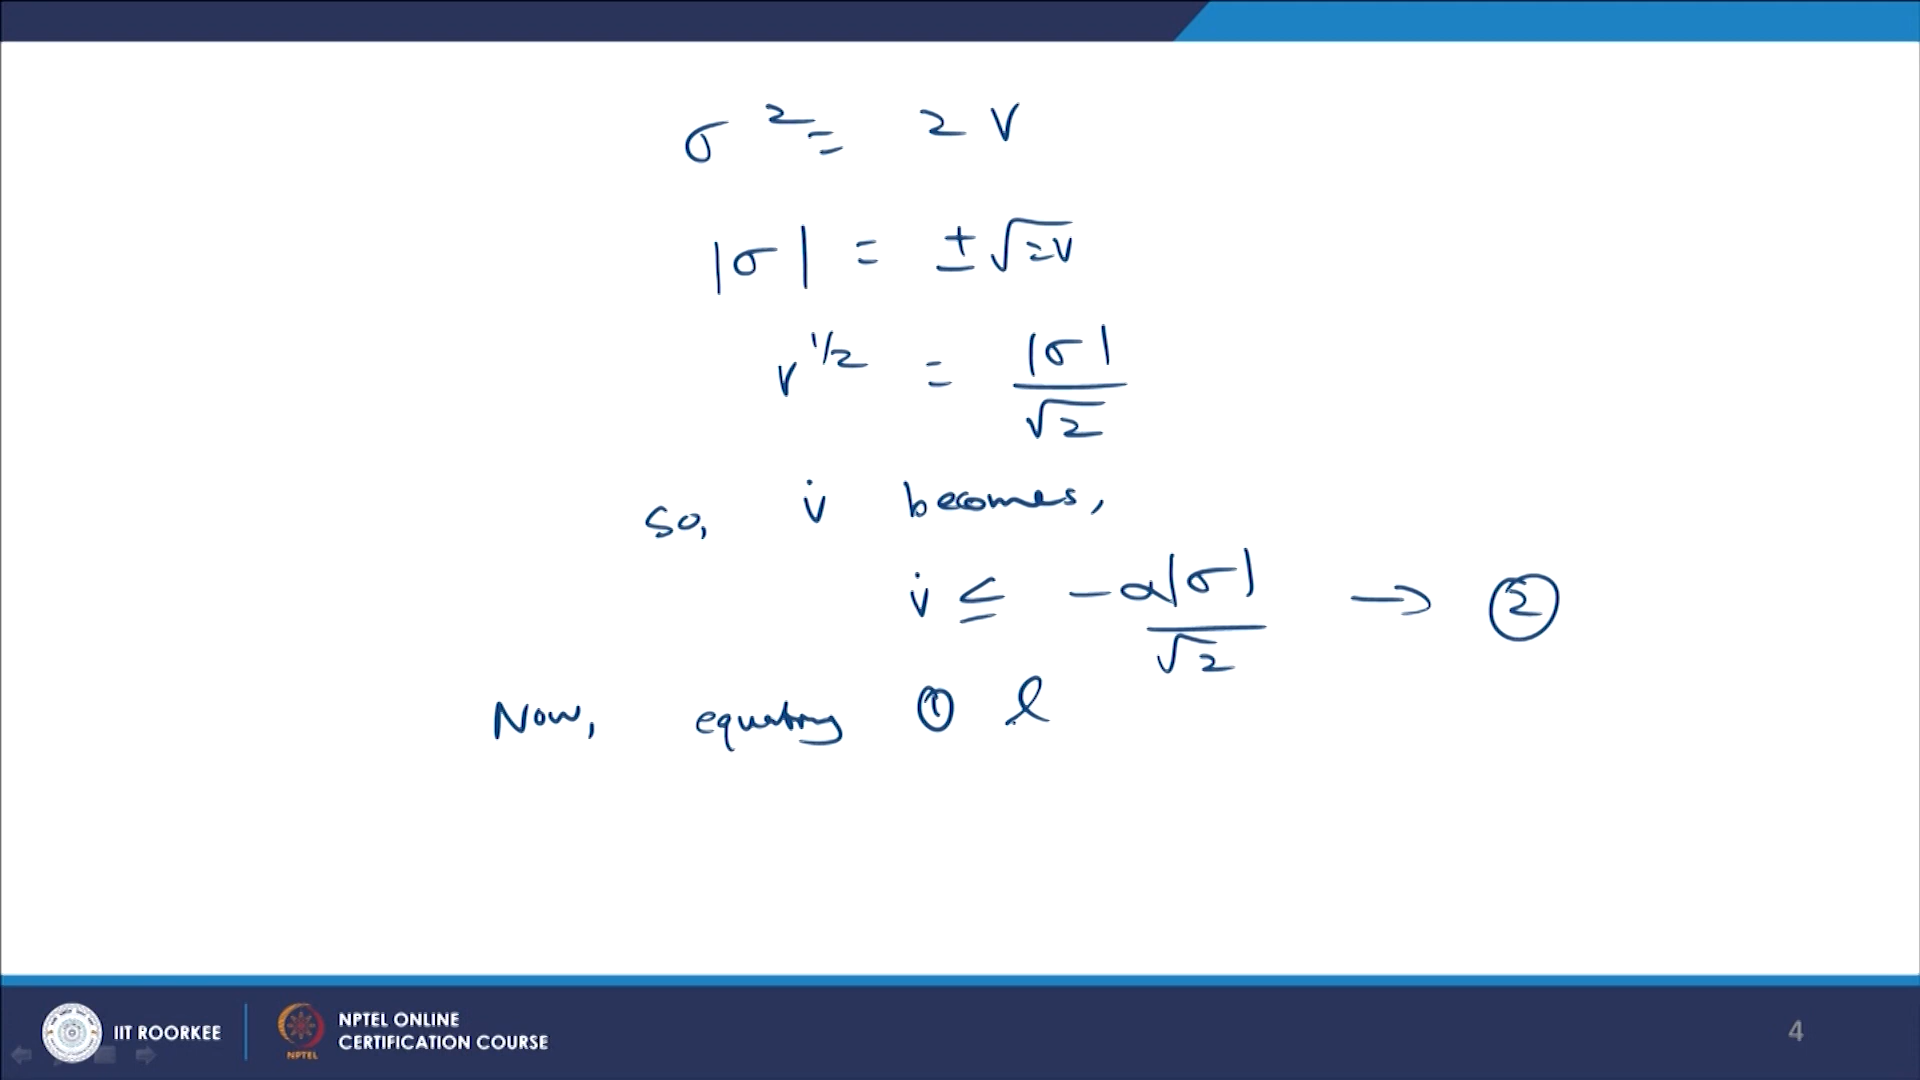 σ² = 2 V
|σ| = ± √2V
V^1/2 = |σ| / √2
So, V̇ becomes,
V̇ ≤ -α|σ| / √2 → ②
Now, equating ① &
IIT ROORKEE
NPTEL
NPTEL ONLINE
CERTIFICATION COURSE
4